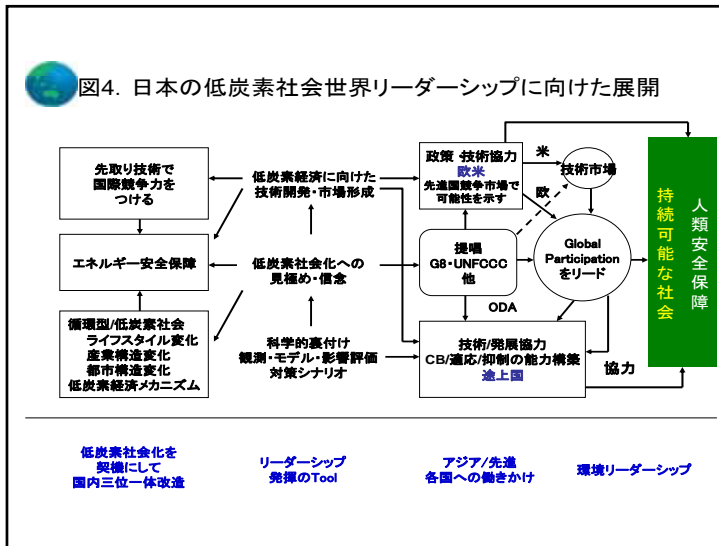 図4. 日本の低炭素社会世界リーダーシップに向けた展開
先取り技術で
国際競争力を
つける
エネルギー安全保障
循環型/低炭素社会
ライフスタイル変化
産業構造変化
都市構造変化
低炭素経済メカニズム
低炭素経済に向けた
技術開発・市場形成
低炭素社会化への
見極め・信念
科学的裏付け
観測・モデル・影響評価
対策シナリオ
政策・技術協力
欧米
先進国競争市場で
可能性を示す
米
欧
技術市場
提唱
G8・UNFCCC
他
ODA
Global
Participation
をリード
技術/発展協力
CB/適応/抑制の能力構築
途上国
協力
人類安全保障
持続可能な社会
低炭素社会化を
契機にして
国内三位一体改造
リーダーシップ
発揮のTool
アジア/先進
各国への働きかけ
環境リーダーシップ